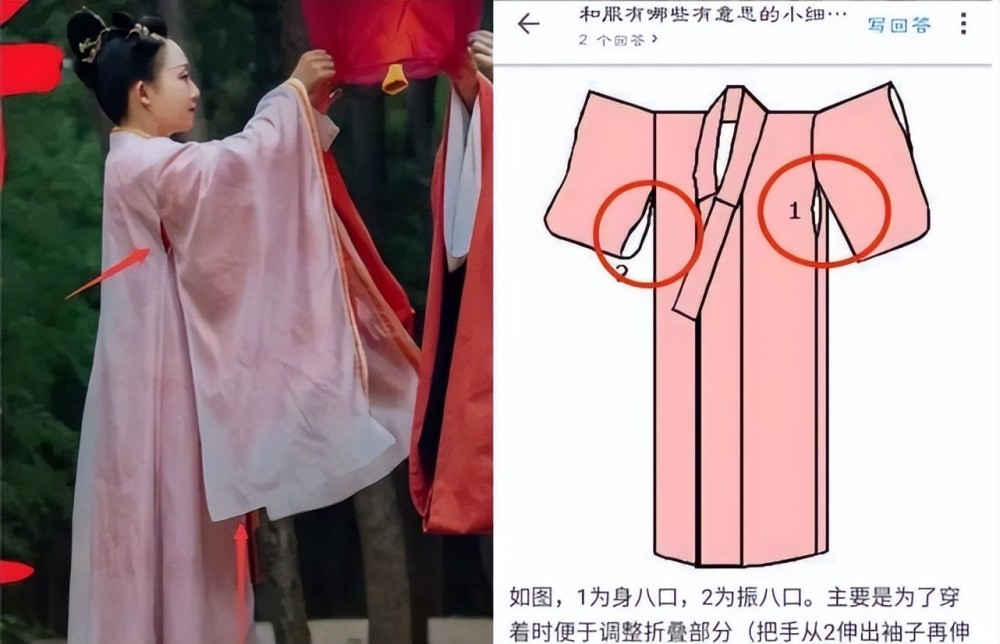 和服有哪些有意思的小细…
写回答
2 个回答
1
2
如图，1为身八口，2为振八口。主要是为了穿
着时便于调整折叠部分（把手从2伸出袖子再伸